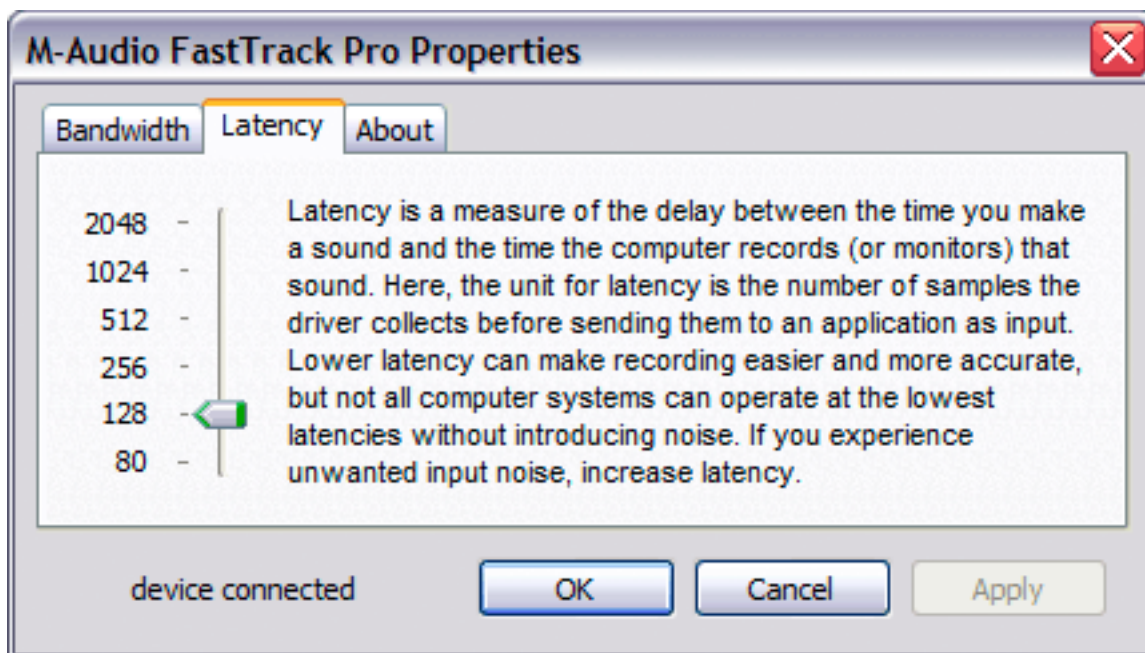 M-Audio FastTrack Pro Properties
Bandwidth Latency About
2048
1024
512
256
128
80
Latency is a measure of the delay between the time you make
a sound and the time the computer records (or monitors) that
sound. Here, the unit for latency is the number of samples the
driver collects before sending them to an application as input.
Lower latency can make recording easier and more accurate,
but not all computer systems can operate at the lowest
latencies without introducing noise. If you experience
unwanted input noise, increase latency.
device connected OK Cancel Apply